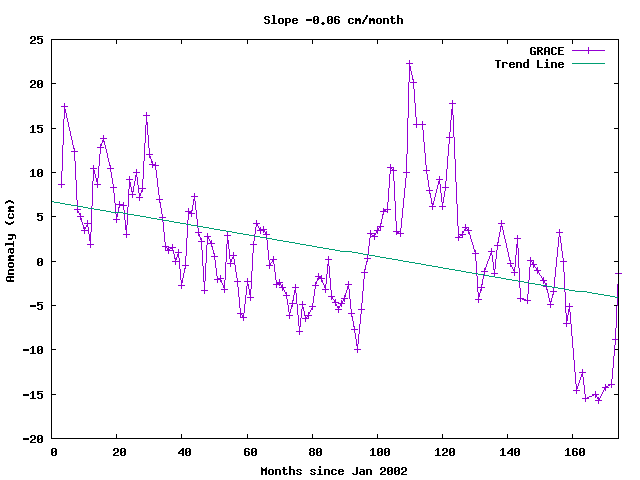 Slope -0.06 cm/month
GRACE
Trend Line
25
20
15
10
5
0
-5
-10
-15
-20
Anomaly (cm)
0 20 40 60 80 100 120 140 160
Months since Jan 2002